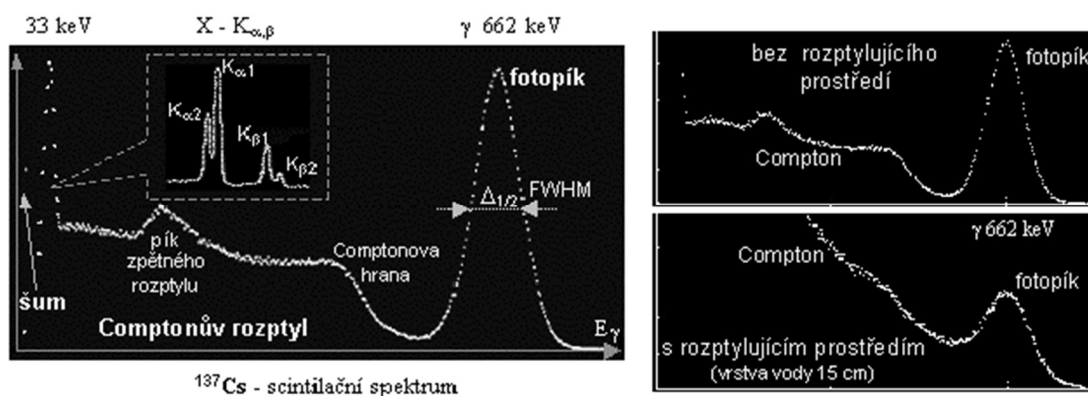 33 keV
X - Kα,β
γ 662 keV
Kα1
Kα2
Kβ1
Kβ2
fotopík
Δ1/2
FWHM
pík
zpětného
rozptylu
Comptonova
hrana
šum
Comptonův rozptyl
Eγ
¹³⁷Cs - scintilační spektrum
bez rozptylujícího
prostředí
fotopík
Compton
γ 662 keV
Compton
fotopík
s rozptylujícím prostředím
(vrstva vody 15 cm)